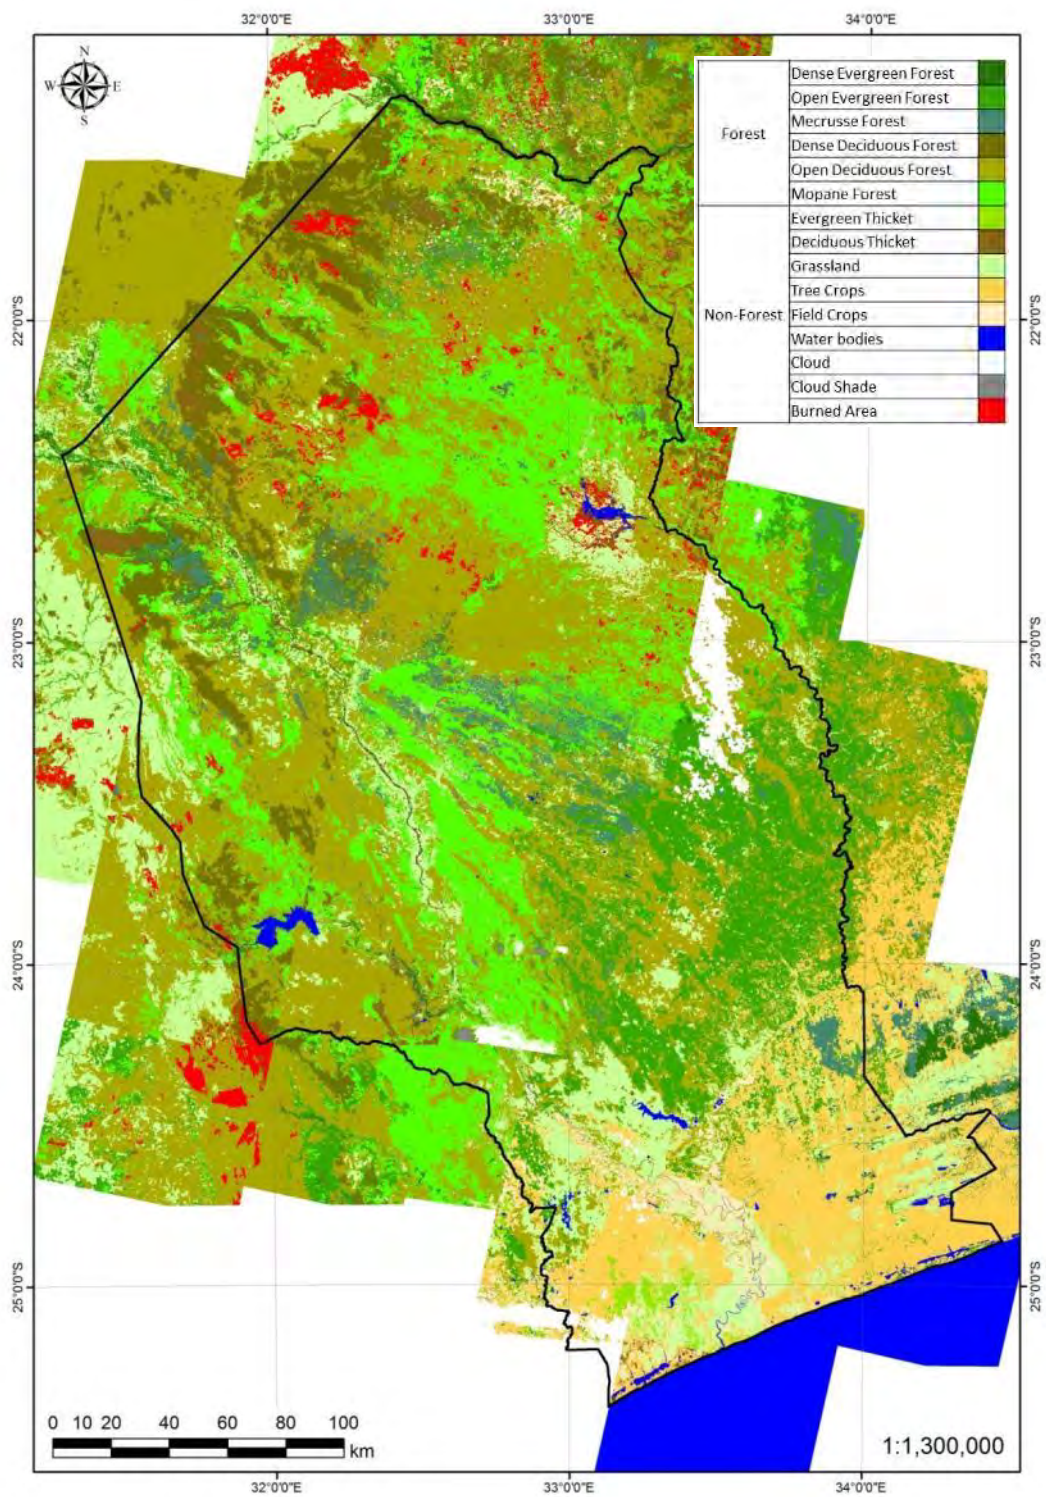 32°0'0"E 33°0'0"E 34°0'0"E
N
W E
S
Forest
Dense Evergreen Forest
Open Evergreen Forest
Mecrusse Forest
Dense Deciduous Forest
Open Deciduous Forest
Mopane Forest
Non-Forest
Evergreen Thicket
Deciduous Thicket
Grassland
Tree Crops
Field Crops
Water bodies
Cloud
Cloud Shade
Burned Area
22°0'0"S 22°0'0"S
23°0'0"S 23°0'0"S
24°0'0"S 24°0'0"S
25°0'0"S 25°0'0"S
0 10 20 40 60 80 100
km
1:1,300,000
32°0'0"E 33°0'0"E 34°0'0"E